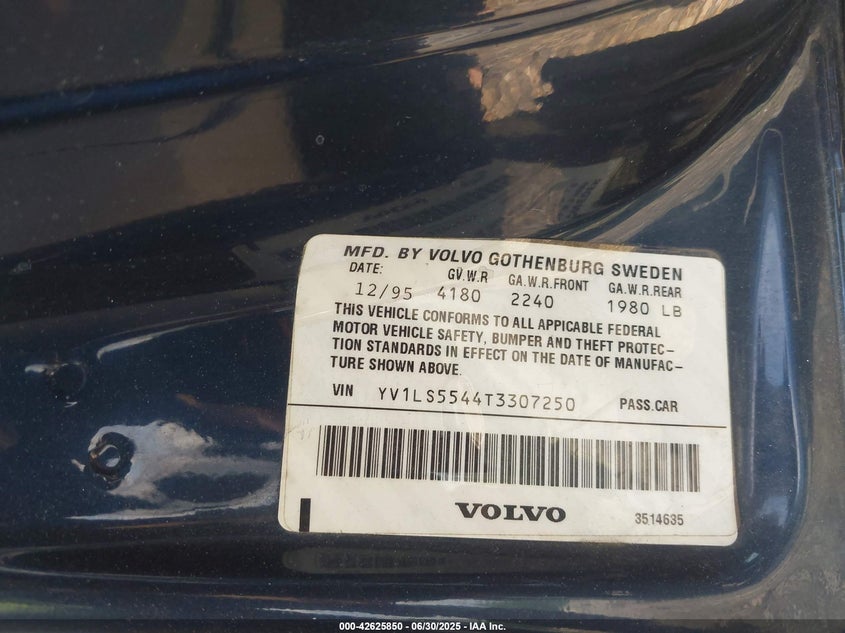 MFD. BY VOLVO GOTHENBURG SWEDEN
DATE: GV.W.R GA.W.R.FRONT GA.W.R.REAR
12/95 4180 2240 1980 LB
THIS VEHICLE CONFORMS TO ALL APPICABLE FEDERAL
MOTOR VEHICLE SAFETY, BUMPER AND THEFT PROTEC-
TION STANDARDS IN EFFECT ON THE DATE OF MANUFAC-
TURE SHOWN ABOVE.
VIN YV1LS5544T3307250 PASS.CAR
VOLVO 3514635
000-42625850 - 06/30/2025 - IAA Inc.